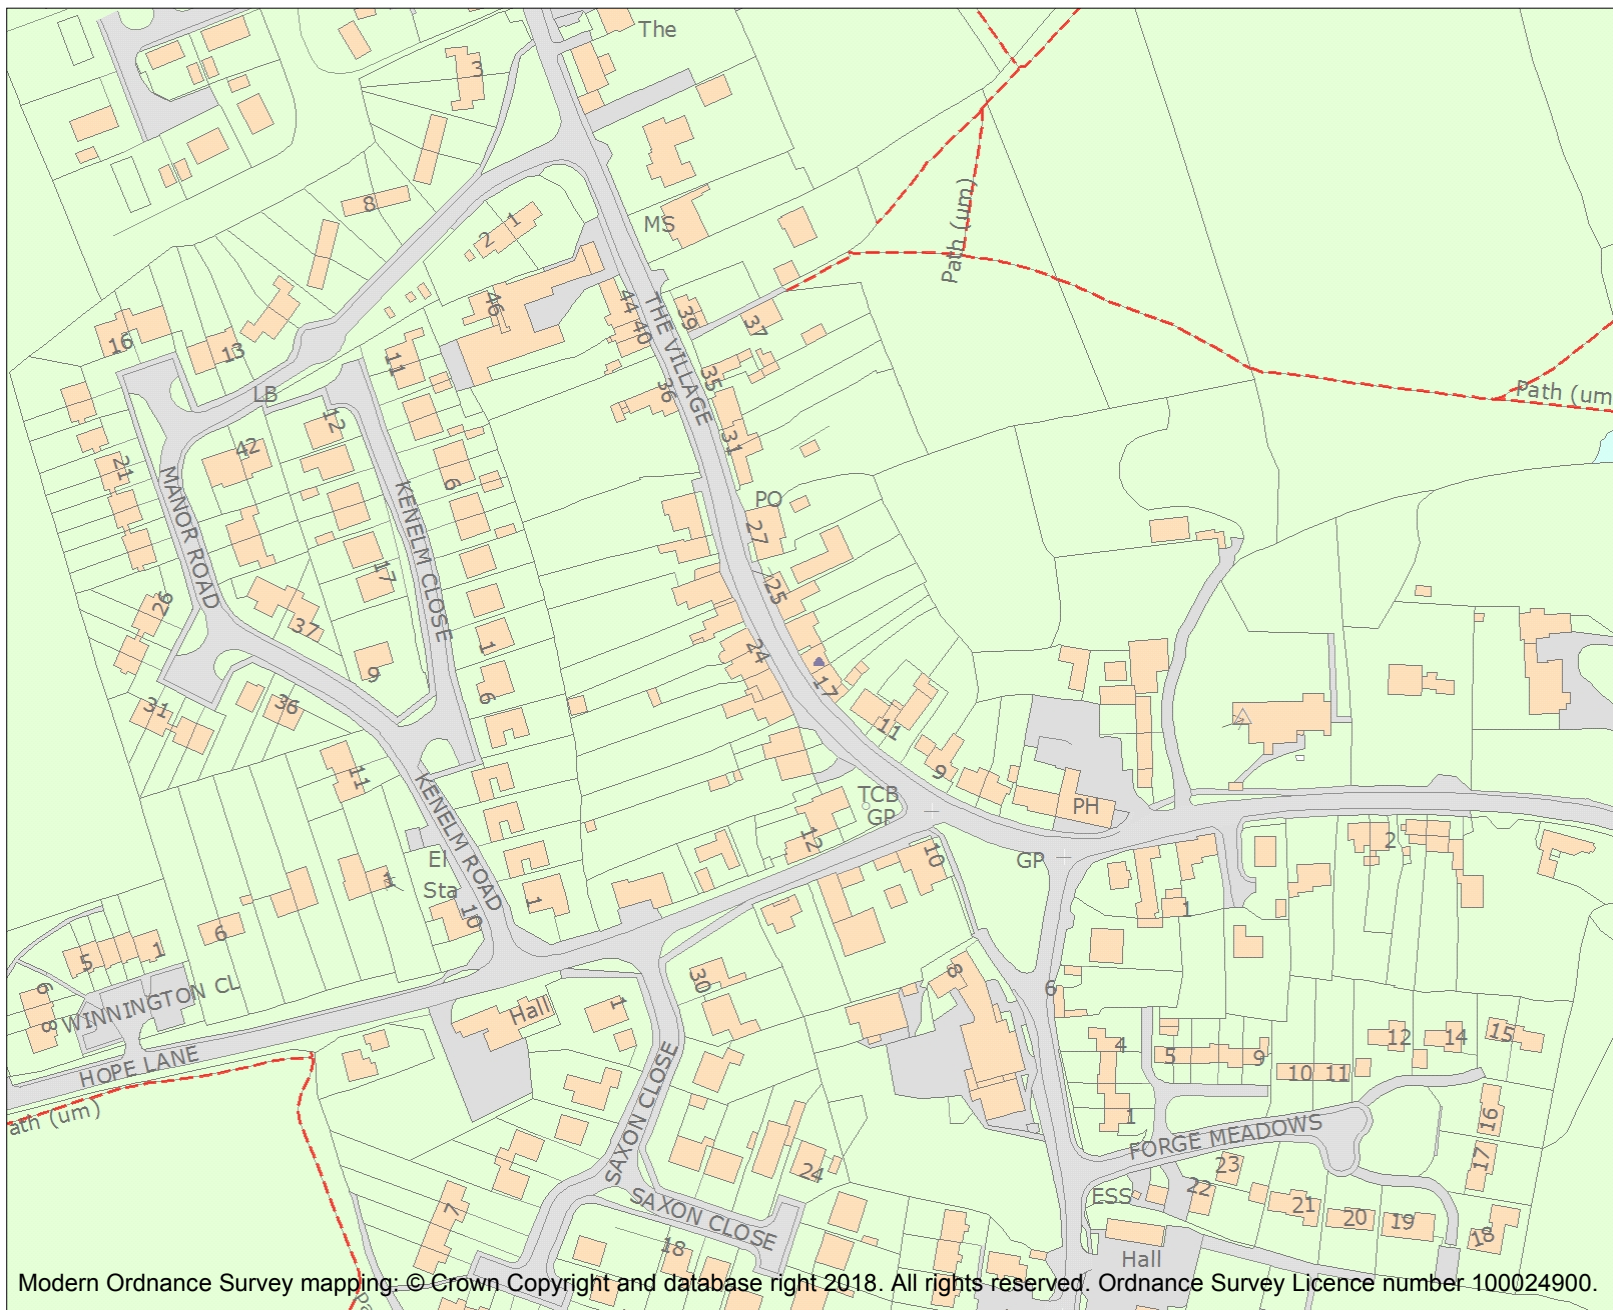 The
3
8
1
2
MS
46
44
40
39
37
THE VILLAGE
16
13
11
35
36
LB
12
31
42
21
6
MANOR ROAD
KENELM CLOSE
PO
27
17
25
26
37
1
24
9
6
17
31
36
11
11
9
KENELM ROAD
TCB
GP
PH
12
10
GP
2
El
Sta
1
10
1
1
6
5
1
30
8
6
6
8
WINNINGTON CL
Hall
1
HOPE LANE
ath (um)
SAXON CLOSE
4
5
9
12
14
15
10
11
1
16
FORGE MEADOWS
17
24
23
22
ESS
21
20
19
18
7
SAXON CLOSE
18
Hall
Path (um)
Path (um
Modern Ordnance Survey mapping: © Crown Copyright and database right 2018. All rights reserved. Ordnance Survey Licence number 100024900.